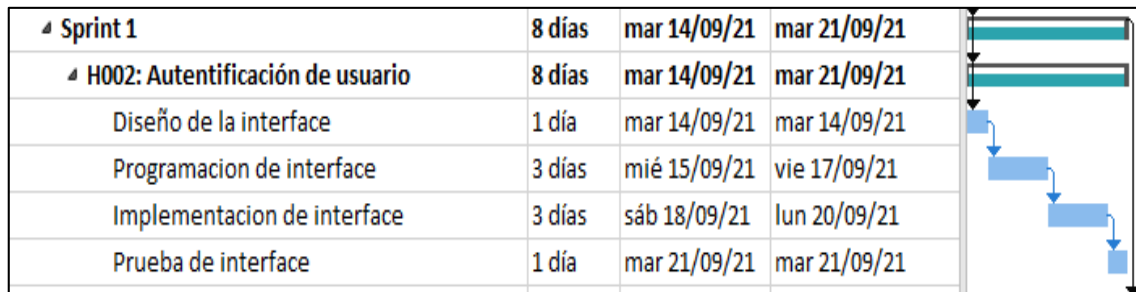 Sprint 1 8 días mar 14/09/21 mar 21/09/21
H002: Autentificación de usuario 8 días mar 14/09/21 mar 21/09/21
Diseño de la interface 1 día mar 14/09/21 mar 14/09/21
Programacion de interface 3 días mié 15/09/21 vie 17/09/21
Implementacion de interface 3 días sáb 18/09/21 lun 20/09/21
Prueba de interface 1 día mar 21/09/21 mar 21/09/21